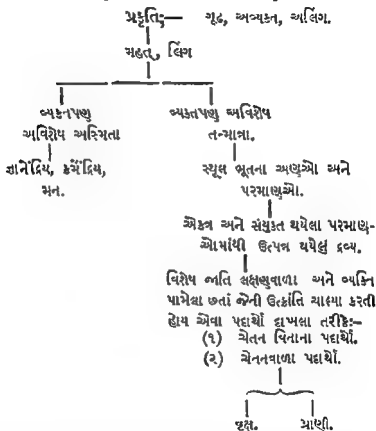 પ્રકૃતિ;— ગૂઢ, અવ્યક્ત, અલિંગ.
મહત્, લિંગ
વ્યક્તપણુ વ્યક્તપણુ અવિશેષ
અવિશેષ અસ્મિતા તન્માત્રા.
જ્ઞાનેંદ્રિય, કર્મેંદ્રિય, સ્થૂલ ભૂતના અણુઓ અને
મન. પરમાણુઓ.
એકત્ર અને સંયુક્ત થયેલા પરમાણુ-
ઓમાંથી ઉત્પન્ન થયેલું દ્રવ્ય.
વિશેષ જાતિ લક્ષણવાળા અને વ્યક્તિ
પામેલા છતાં જેની ઉત્ક્રાંતિ ચાલ્યા કરતી
હોય એવા પદાર્થો દાખલા તરીકે:–
(૧) ચેતન વિનાના પદાર્થો.
(૨) ચેનનવાળા પદાર્થો.
વૃક્ષ. પ્રાણી.